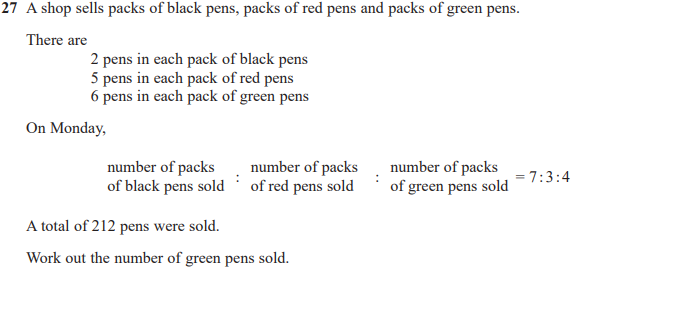 27 A shop sells packs of black pens, packs of red pens and packs of green pens.
There are
2 pens in each pack of black pens
5 pens in each pack of red pens
6 pens in each pack of green pens
On Monday,
number of packs of black pens sold : number of packs of red pens sold : number of packs of green pens sold = 7 : 3 : 4
A total of 212 pens were sold.
Work out the number of green pens sold.